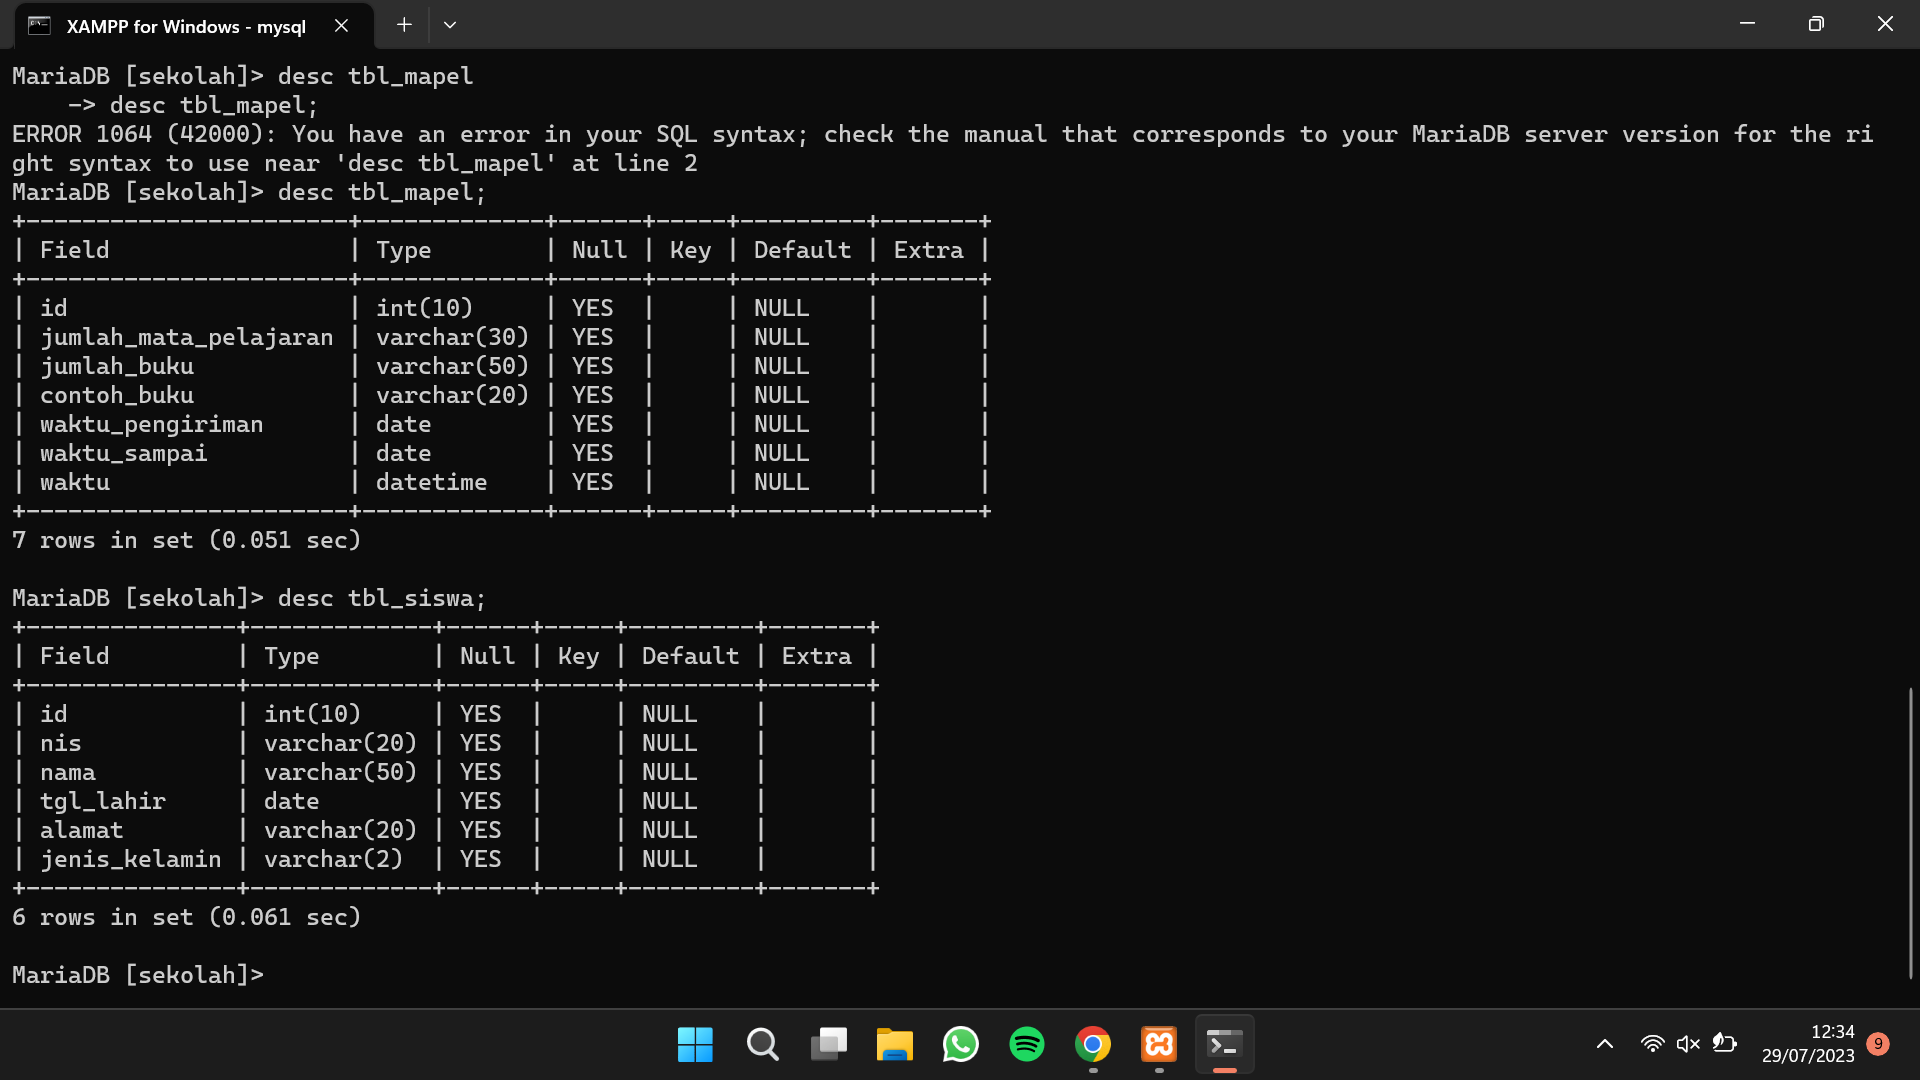 XAMPP for Windows - mysql
MariaDB [sekolah]> desc tbl_mapel
    -> desc tbl_mapel;
ERROR 1064 (42000): You have an error in your SQL syntax; check the manual that corresponds to your MariaDB server version for the ri
ght syntax to use near 'desc tbl_mapel' at line 2
MariaDB [sekolah]> desc tbl_mapel;
+-----------------------+-------------+------+-----+---------+-------+
| Field                 | Type        | Null | Key | Default | Extra |
+-----------------------+-------------+------+-----+---------+-------+
| id                    | int(10)     | YES  |     | NULL    |       |
| jumlah_mata_pelajaran | varchar(30) | YES  |     | NULL    |       |
| jumlah_buku           | varchar(50) | YES  |     | NULL    |       |
| contoh_buku           | varchar(20) | YES  |     | NULL    |       |
| waktu_pengiriman      | date        | YES  |     | NULL    |       |
| waktu_sampai          | date        | YES  |     | NULL    |       |
| waktu                 | datetime    | YES  |     | NULL    |       |
+-----------------------+-------------+------+-----+---------+-------+
7 rows in set (0.051 sec)

MariaDB [sekolah]> desc tbl_siswa;
+---------------+-------------+------+-----+---------+-------+
| Field         | Type        | Null | Key | Default | Extra |
+---------------+-------------+------+-----+---------+-------+
| id            | int(10)     | YES  |     | NULL    |       |
| nis           | varchar(20) | YES  |     | NULL    |       |
| nama          | varchar(50) | YES  |     | NULL    |       |
| tgl_lahir     | date        | YES  |     | NULL    |       |
| alamat        | varchar(20) | YES  |     | NULL    |       |
| jenis_kelamin | varchar(2)  | YES  |     | NULL    |       |
+---------------+-------------+------+-----+---------+-------+
6 rows in set (0.061 sec)

MariaDB [sekolah]>
12:34
29/07/2023
9